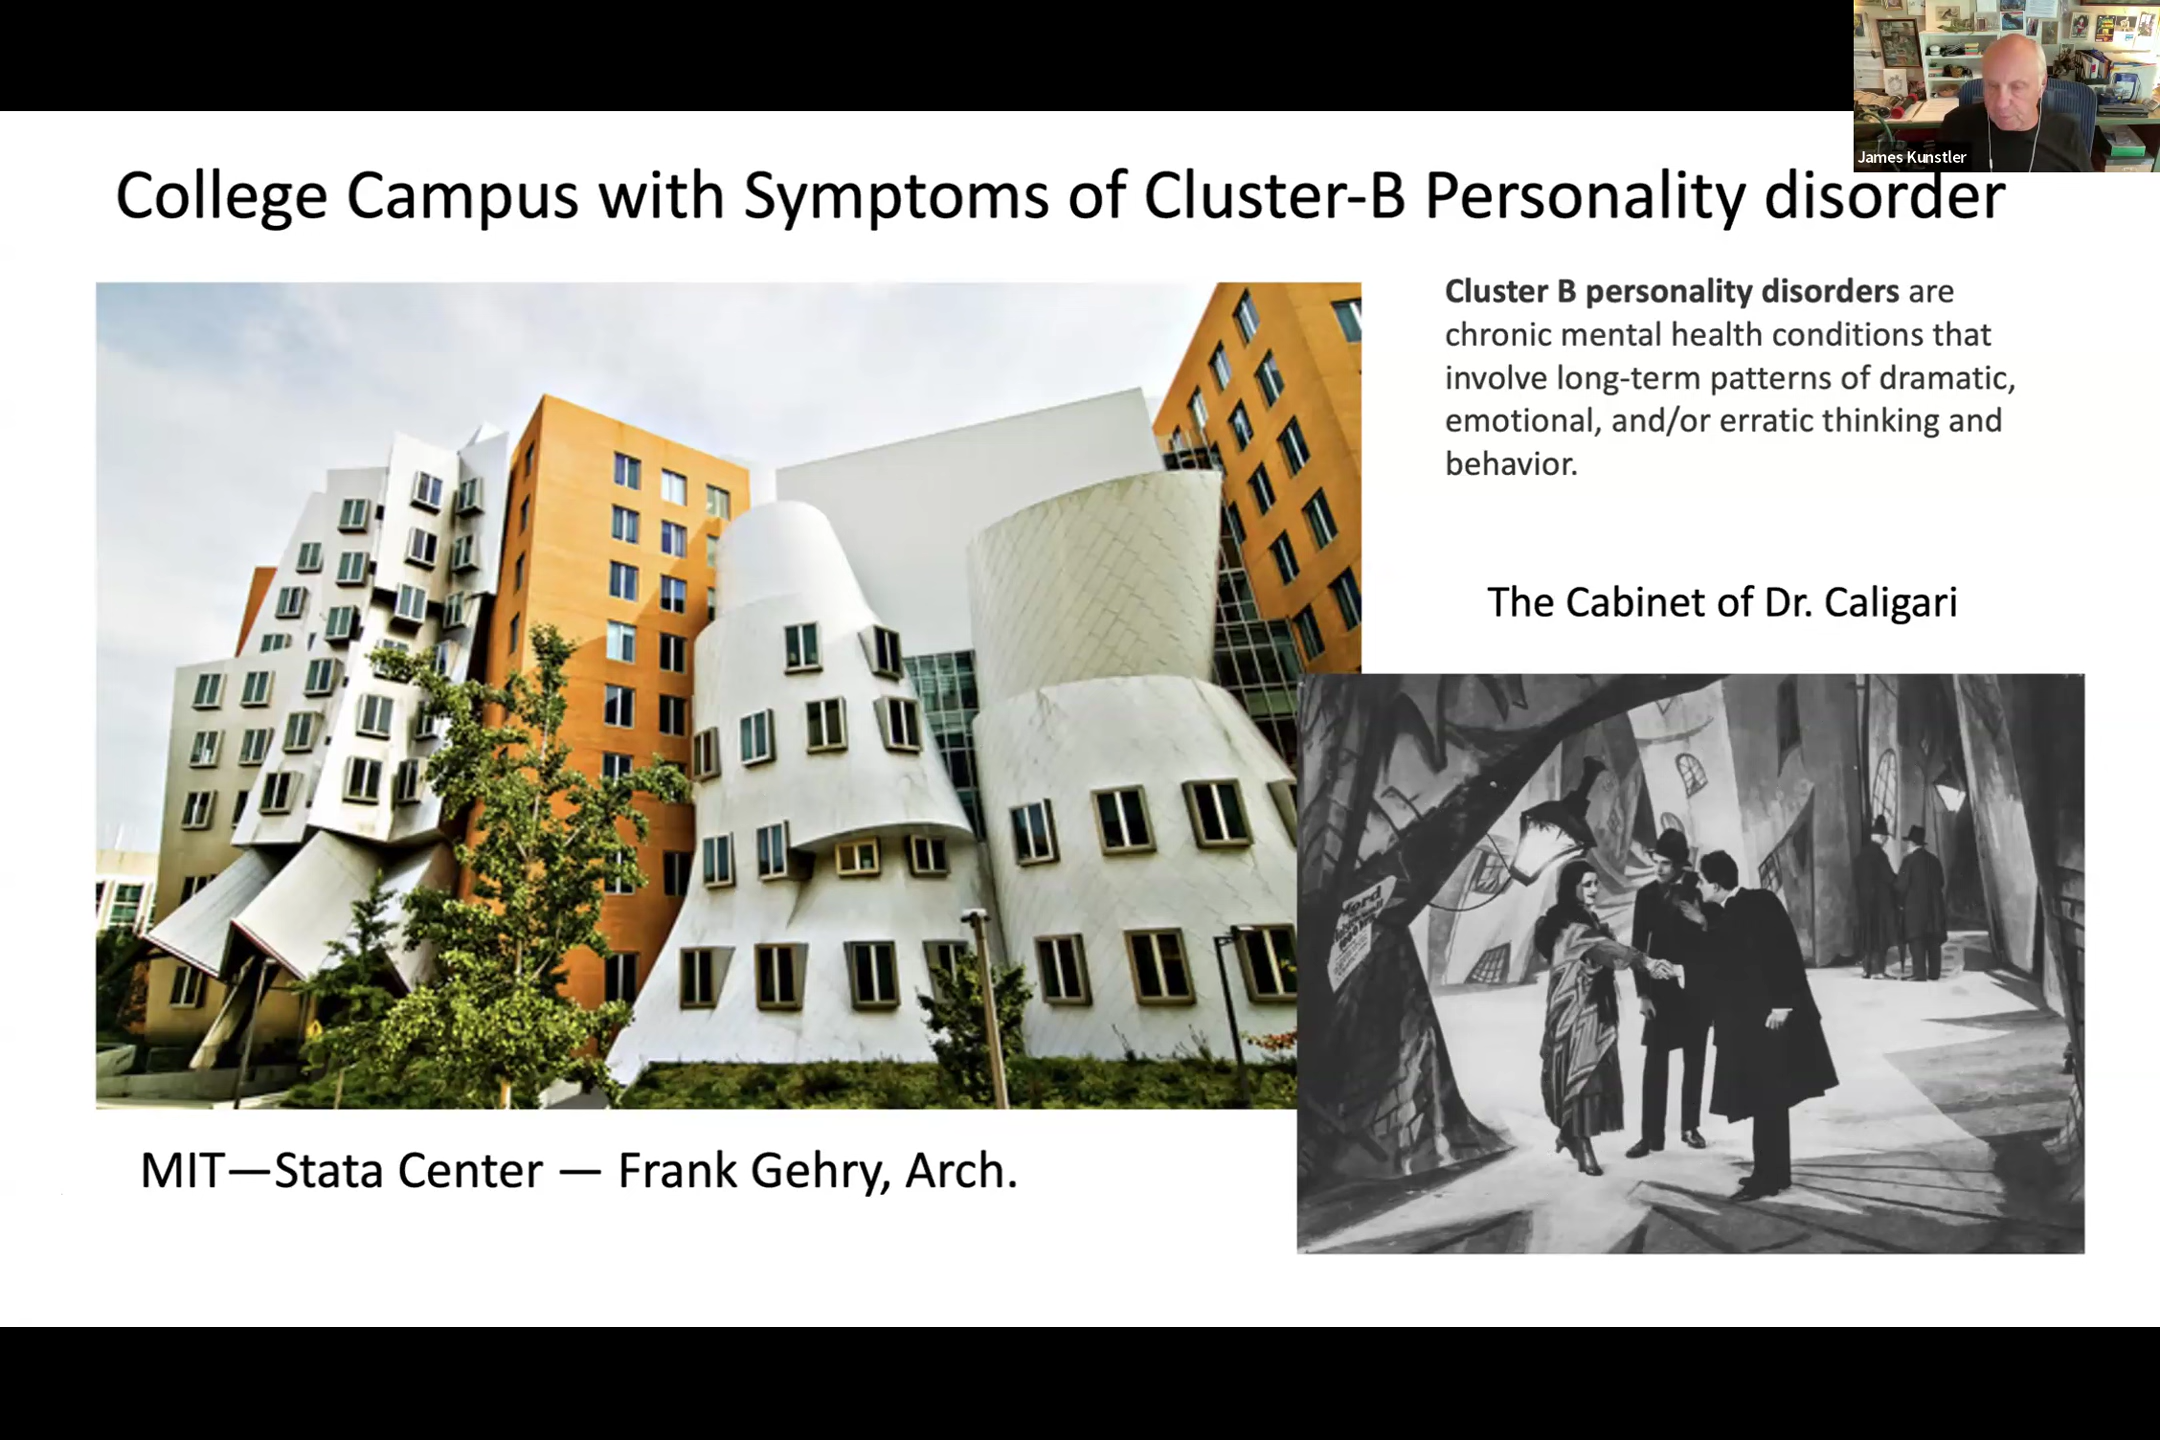 James Kunstler
College Campus with Symptoms of Cluster-B Personality disorder
Cluster B personality disorders are
chronic mental health conditions that
involve long-term patterns of dramatic,
emotional, and/or erratic thinking and
behavior.
The Cabinet of Dr. Caligari
Mord
MIT—Stata Center — Frank Gehry, Arch.